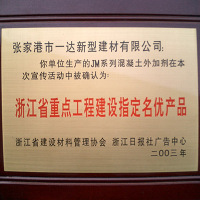 张家港市一达新型建材有限公司:
你单位生产的JM系列混凝土外加剂在本
次宣传活动中被确认为:
浙江省重点工程建设指定名优产品
浙江省建设材料管理协会 浙江日报社广告中心
二00三年